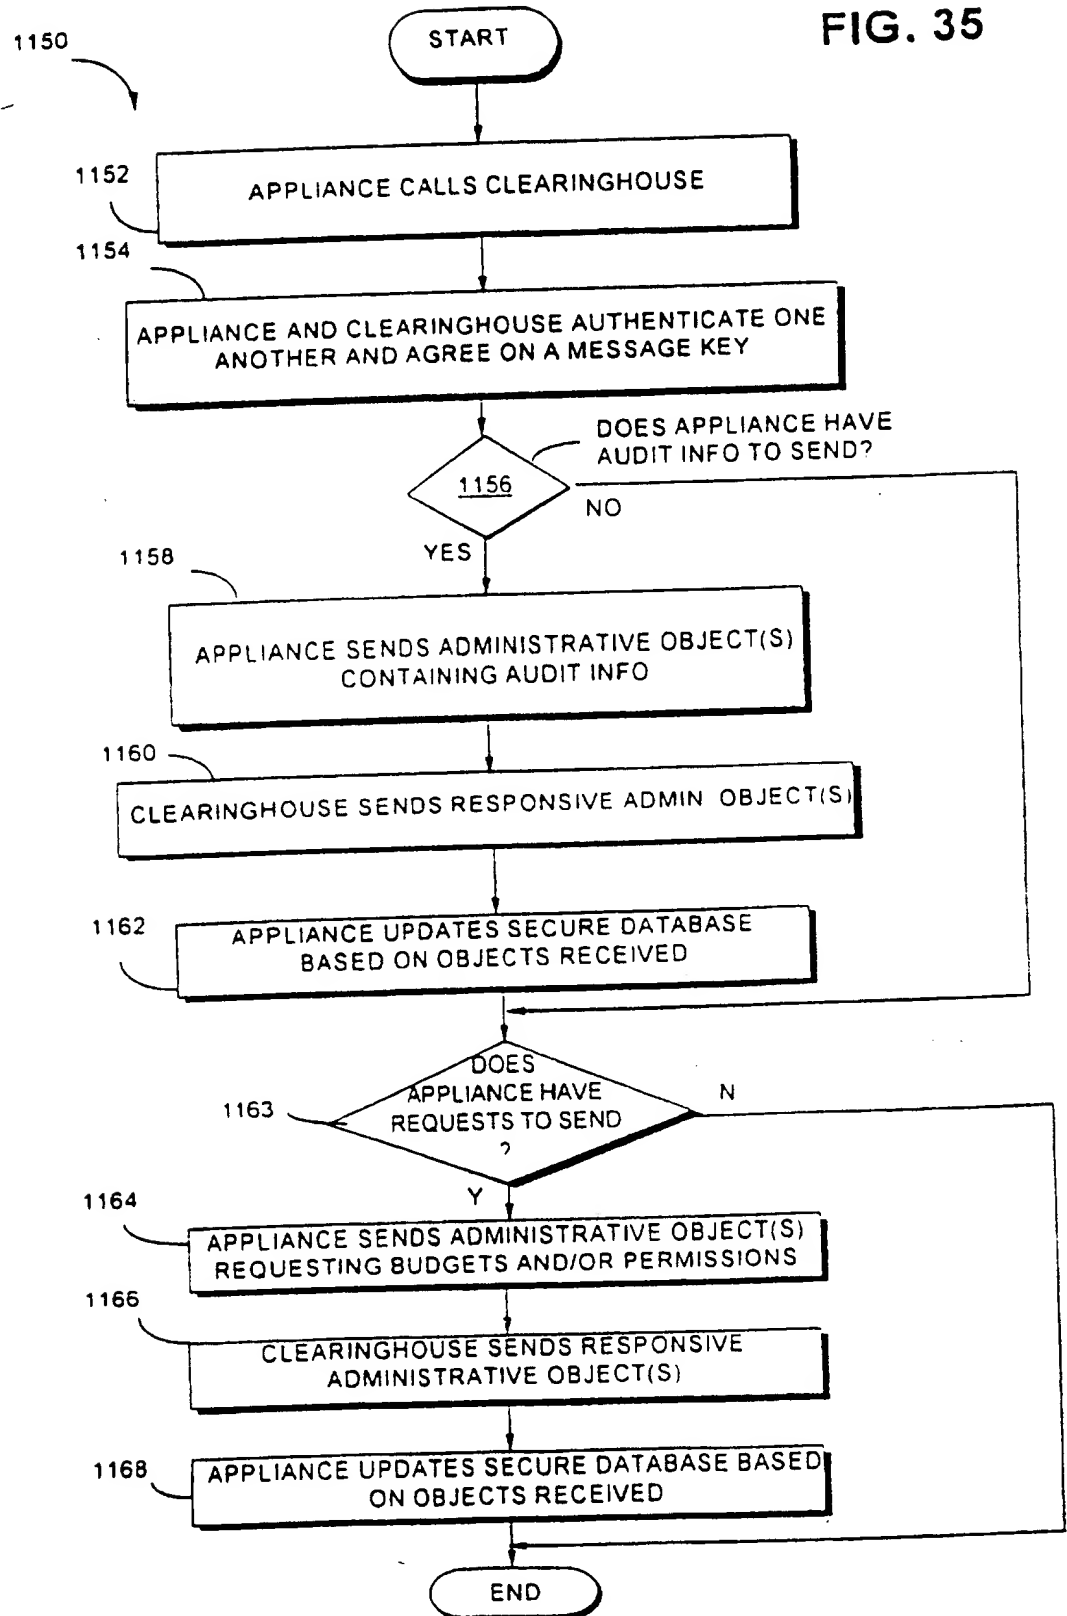 FIG. 35
1150
START
1152
APPLIANCE CALLS CLEARINGHOUSE
1154
APPLIANCE AND CLEARINGHOUSE AUTHENTICATE ONE
ANOTHER AND AGREE ON A MESSAGE KEY
DOES APPLIANCE HAVE
AUDIT INFO TO SEND?
1156
NO
YES
1158
APPLIANCE SENDS ADMINISTRATIVE OBJECT(S)
CONTAINING AUDIT INFO
1160
CLEARINGHOUSE SENDS RESPONSIVE ADMIN OBJECT(S)
1162
APPLIANCE UPDATES SECURE DATABASE
BASED ON OBJECTS RECEIVED
1163
DOES
APPLIANCE HAVE
REQUESTS TO SEND
?
N
Y
1164
APPLIANCE SENDS ADMINISTRATIVE OBJECT(S)
REQUESTING BUDGETS AND/OR PERMISSIONS
1166
CLEARINGHOUSE SENDS RESPONSIVE
ADMINISTRATIVE OBJECT(S)
1168
APPLIANCE UPDATES SECURE DATABASE BASED
ON OBJECTS RECEIVED
END